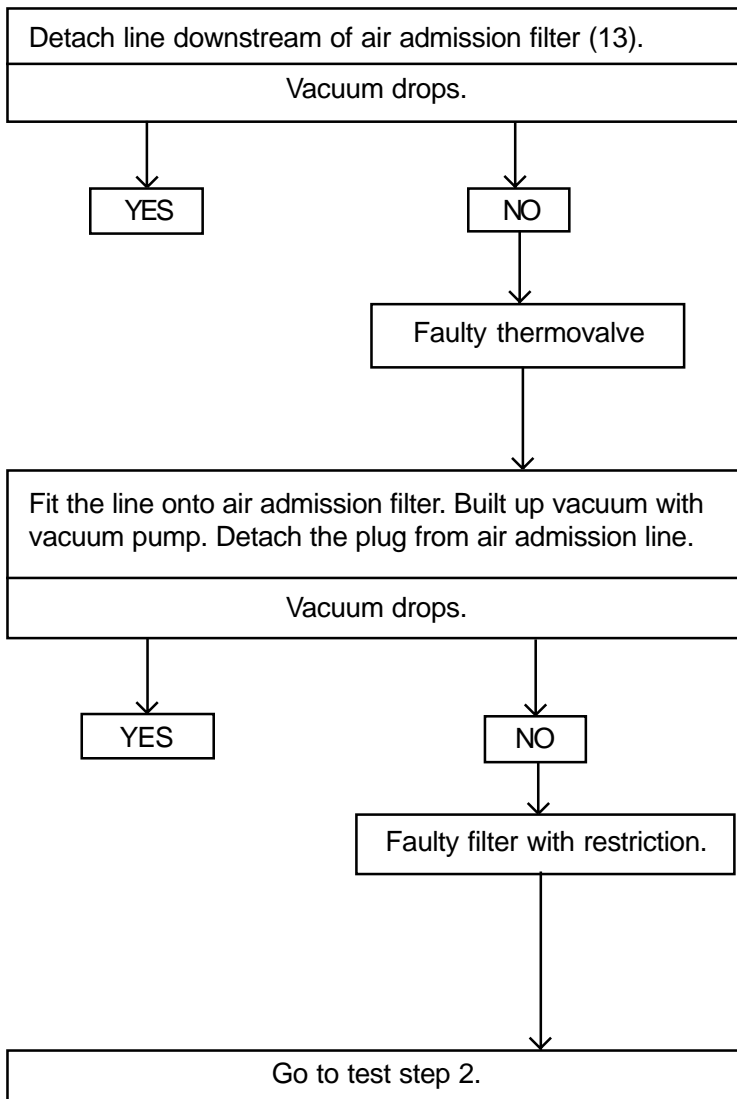 Detach line downstream of air admission filter (13).
Vacuum drops.
YES
NO
Faulty thermovalve
Fit the line onto air admission filter. Built up vacuum with
vacuum pump. Detach the plug from air admission line.
Vacuum drops.
YES
NO
Faulty filter with restriction.
Go to test step 2.